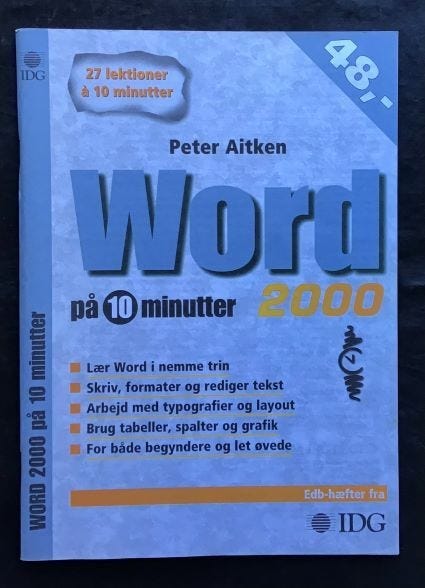 IDG
27 lektioner
à 10 minutter
48,-
Peter Aitken
Word
på 10 minutter 2000
Lær Word i nemme trin
Skriv, formater og rediger tekst
Arbejd med typografier og layout
Brug tabeller, spalter og grafik
For både begyndere og let øvede
Edb-hæfter fra
IDG
WORD 2000 på 10 minutter